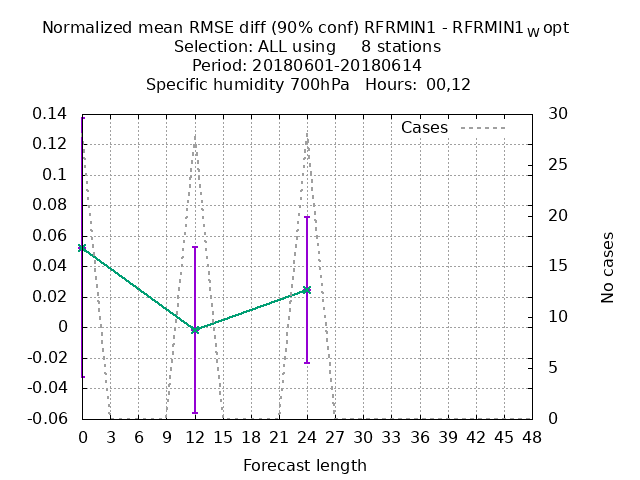 Normalized mean RMSE diff (90% conf) RFRMIN1 - RFRMIN1W opt
Selection: ALL using 8 stations
Period: 20180601-20180614
Specific humidity 700hPa Hours: 00,12
Cases
0.14
0.12
0.1
0.08
0.06
0.04
0.02
0
-0.02
-0.04
-0.06
30
25
20
15
10
5
0
No cases
0 3 6 9 12 15 18 21 24 27 30 33 36 39 42 45 48
Forecast length